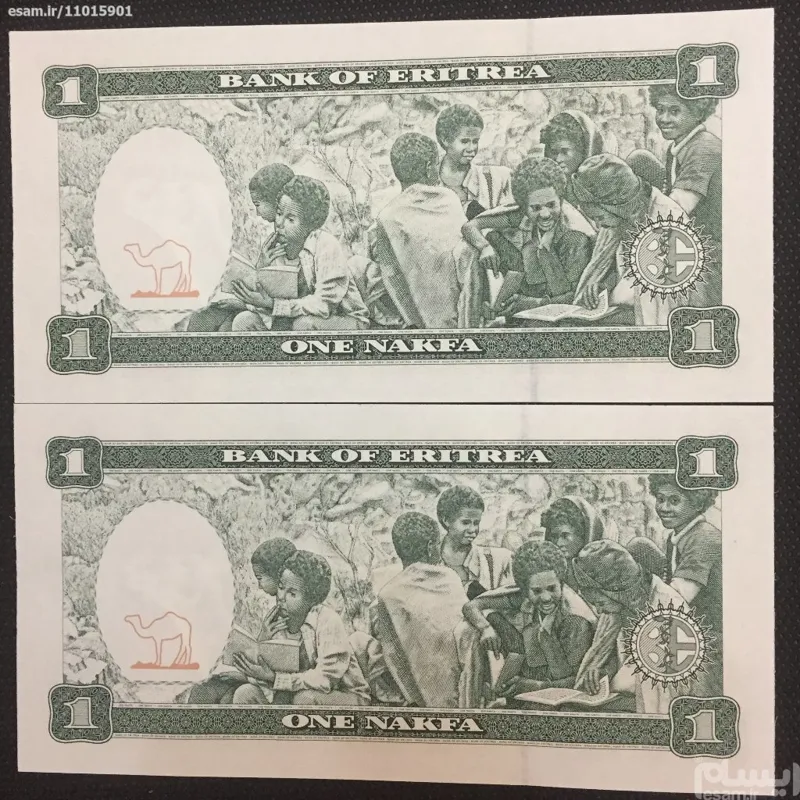 esam.ir/11015901
1 BANK OF ERITREA 1
1 ONE NAKFA 1
1 BANK OF ERITREA 1
1 ONE NAKFA 1
ایسام
esam.ir